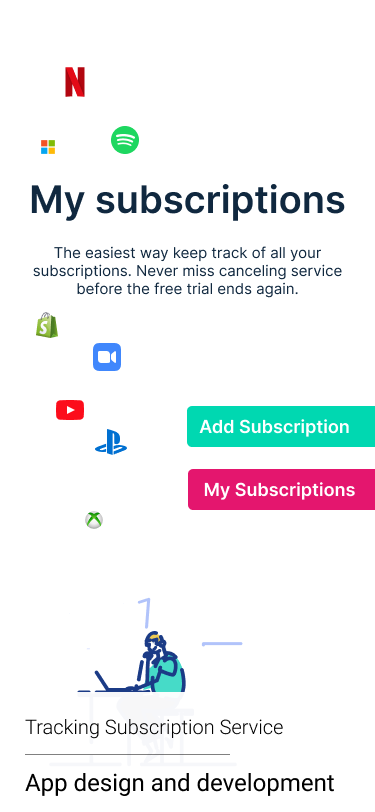 My subscriptions
The easiest way keep track of all your
subscriptions. Never miss canceling service
before the free trial ends again.
Add Subscription
My Subscriptions
Tracking Subscription Service
App design and development